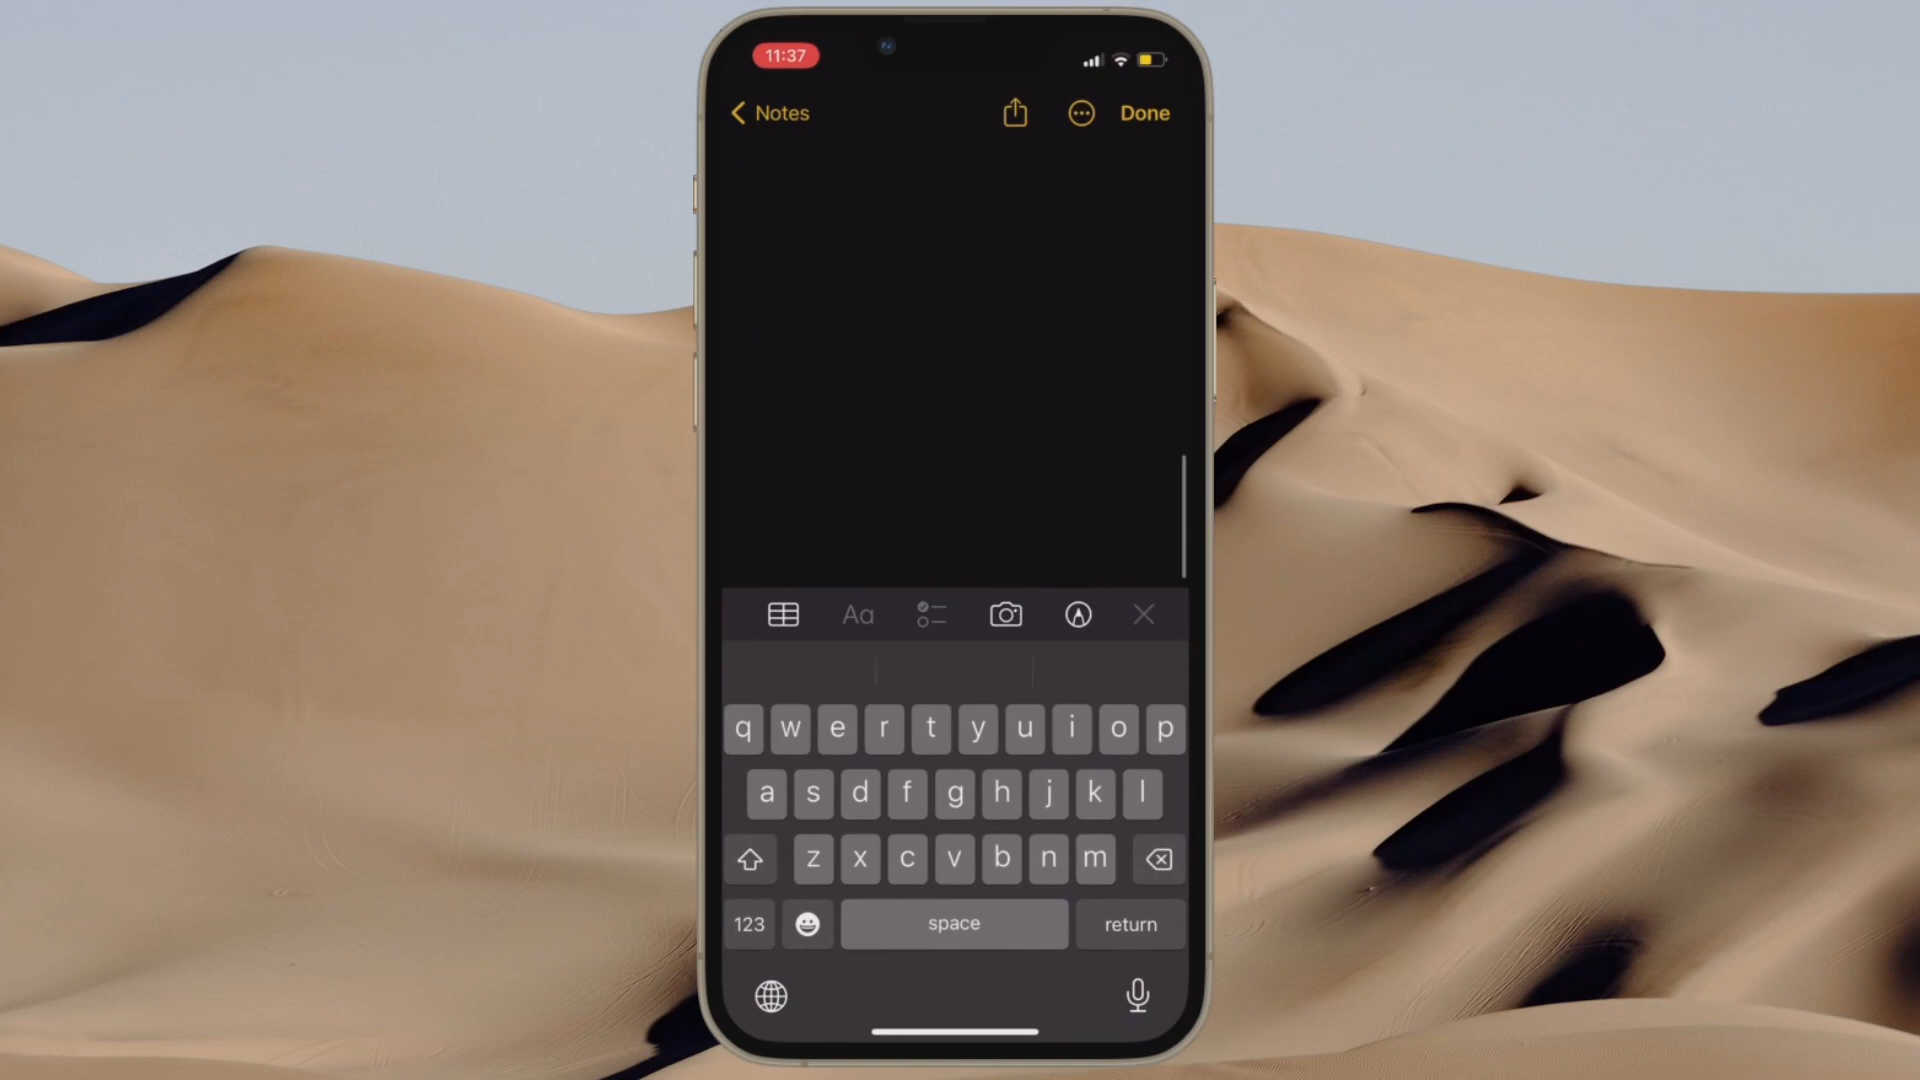 11:37
Notes
Done
Aa
q w e r t y u i o p
a s d f g h j k l
z x c v b n m
123 space return